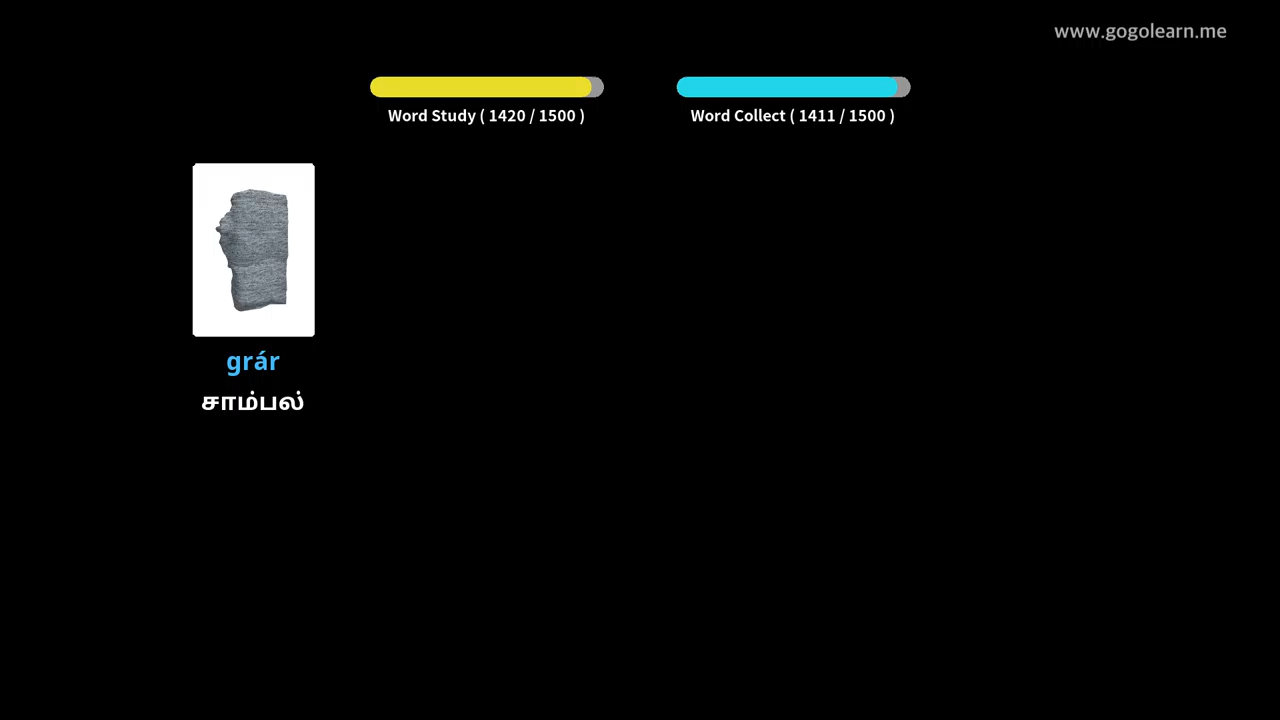 www.gogolearn.me
Word Study ( 1420 / 1500 )
Word Collect ( 1411 / 1500 )
grár
சாம்பல்